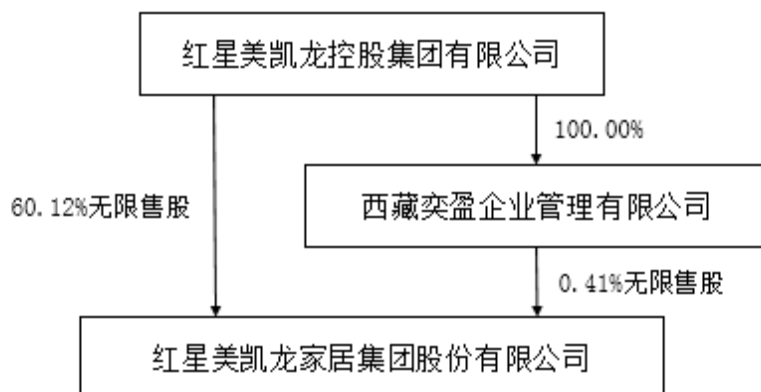 红星美凯龙控股集团有限公司
100.00%
60.12%无限售股
西藏奕盈企业管理有限公司
0.41%无限售股
红星美凯龙家居集团股份有限公司